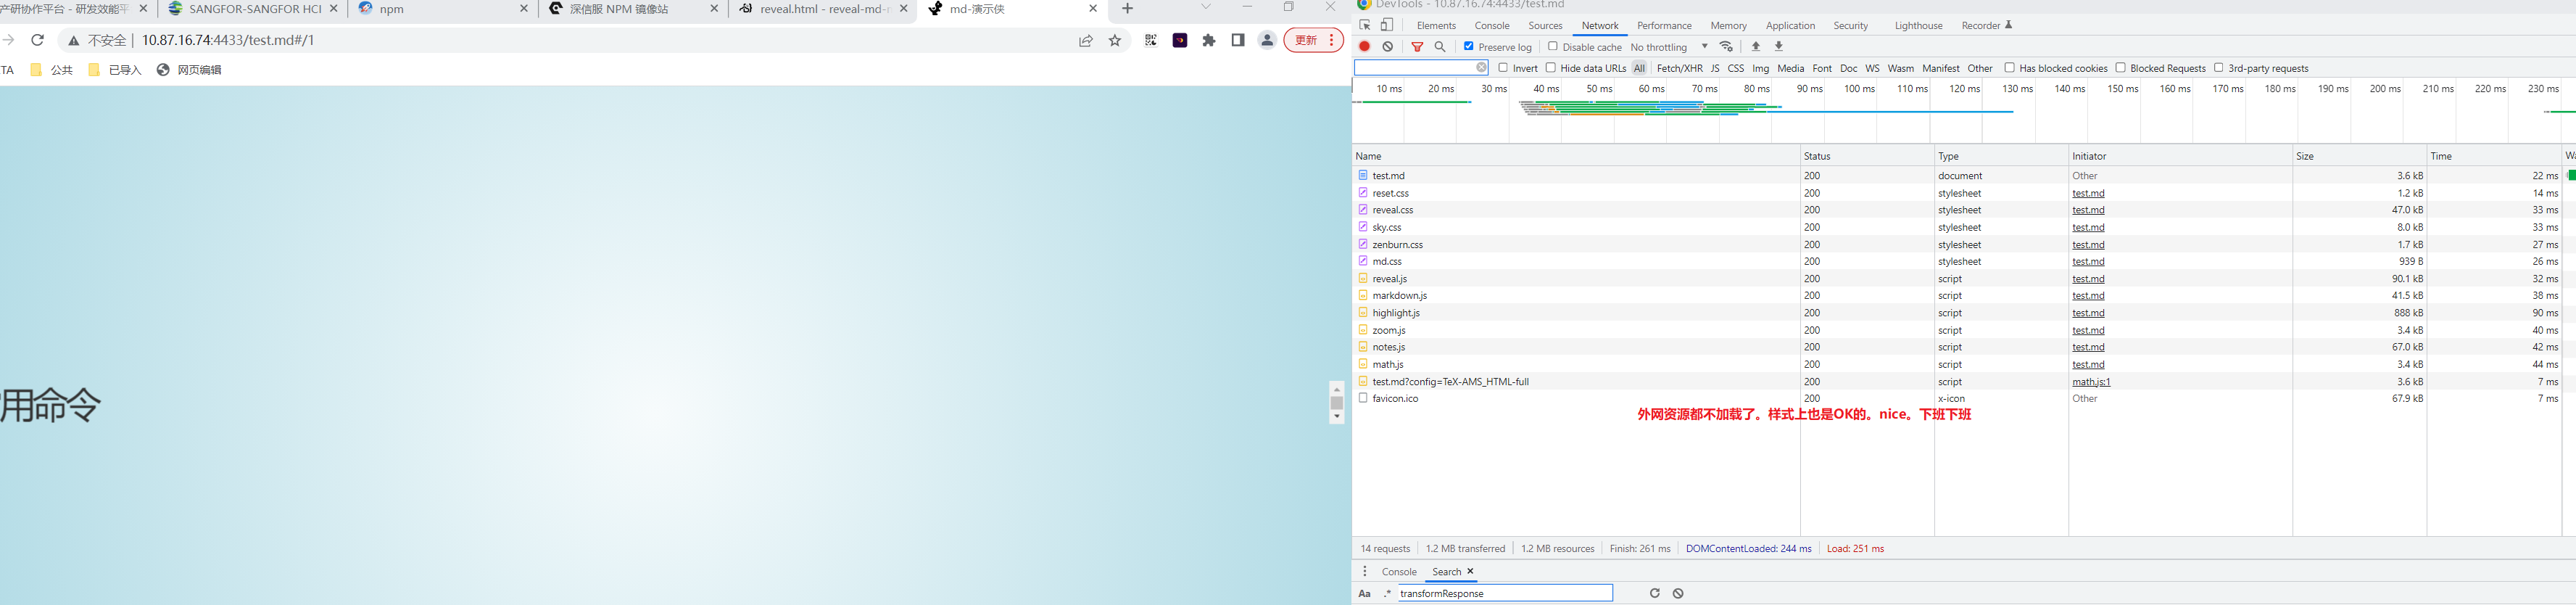 产研协作平台 - 研发效能平
SANGFOR-SANGFOR HCI
npm
深信服 NPM 镜像站
reveal.html - reveal-md-n
md-演示侠
不安全 | 10.87.16.74:4433/test.md#/1
更新
TA 公共 已导入 网页编辑
用命令
DevTools - 10.87.16.74:4433/test.md
Elements Console Sources Network Performance Memory Application Security Lighthouse Recorder
Preserve log Disable cache No throttling
Invert Hide data URLs All Fetch/XHR JS CSS Img Media Font Doc WS Wasm Manifest Other Has blocked cookies Blocked Requests 3rd-party requests
10 ms 20 ms 30 ms 40 ms 50 ms 60 ms 70 ms 80 ms 90 ms 100 ms 110 ms 120 ms 130 ms 140 ms 150 ms 160 ms 170 ms 180 ms 190 ms 200 ms 210 ms 220 ms 230 ms
Name Status Type Initiator Size Time Wa
test.md 200 document Other 3.6 kB 22 ms
reset.css 200 stylesheet test.md 1.2 kB 14 ms
reveal.css 200 stylesheet test.md 47.0 kB 33 ms
sky.css 200 stylesheet test.md 8.0 kB 33 ms
zenburn.css 200 stylesheet test.md 1.7 kB 27 ms
md.css 200 stylesheet test.md 939 B 26 ms
reveal.js 200 script test.md 90.1 kB 32 ms
markdown.js 200 script test.md 41.5 kB 38 ms
highlight.js 200 script test.md 888 kB 90 ms
zoom.js 200 script test.md 3.4 kB 40 ms
notes.js 200 script test.md 67.0 kB 42 ms
math.js 200 script test.md 3.4 kB 44 ms
test.md?config=TeX-AMS_HTML-full 200 script math.js:1 3.6 kB 7 ms
favicon.ico 200 x-icon Other 67.9 kB 7 ms
外网资源都不加载了。样式上也是OK的。nice。下班下班
14 requests 1.2 MB transferred 1.2 MB resources Finish: 261 ms DOMContentLoaded: 244 ms Load: 251 ms
Console Search
Aa .* transformResponse